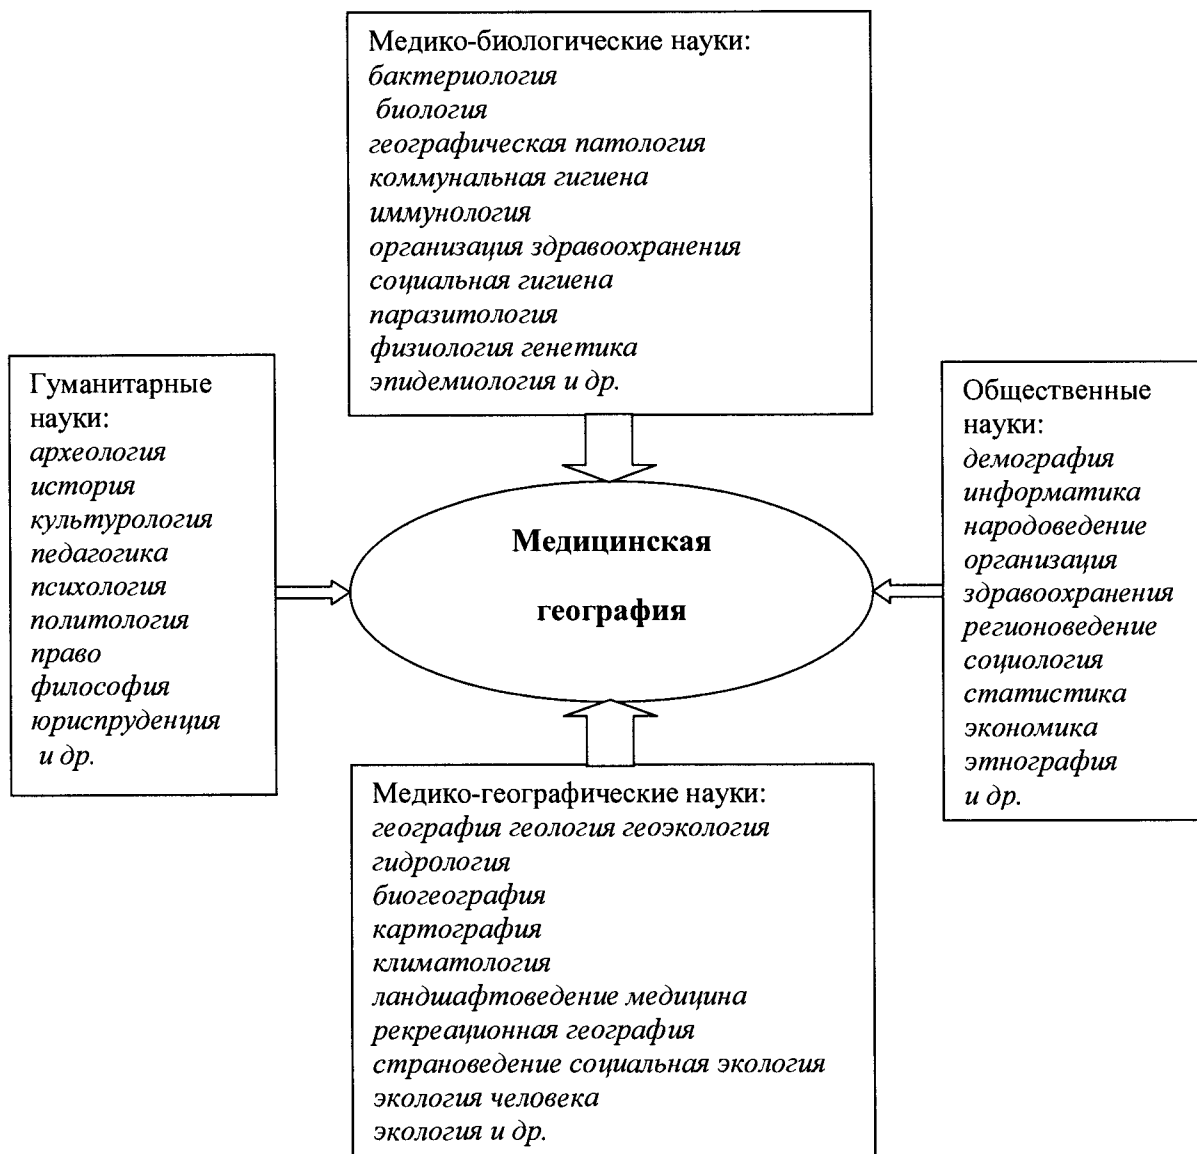 Медико-биологические науки:
бактериология
биология
географическая патология
коммунальная гигиена
иммунология
организация здравоохранения
социальная гигиена
паразитология
физиология генетика
эпидемиология и др.
Гуманитарные
науки:
археология
история
культурология
педагогика
психология
политология
право
философия
юриспруденция
и др.
Медицинская
география
Общественные
науки:
демография
информатика
народоведение
организация
здравоохранения
регионоведение
социология
статистика
экономика
этнография
и др.
Медико-географические науки:
география геология геоэкология
гидрология
биогеография
картография
климатология
ландшафтоведение медицина
рекреационная география
страноведение социальная экология
экология человека
экология и др.